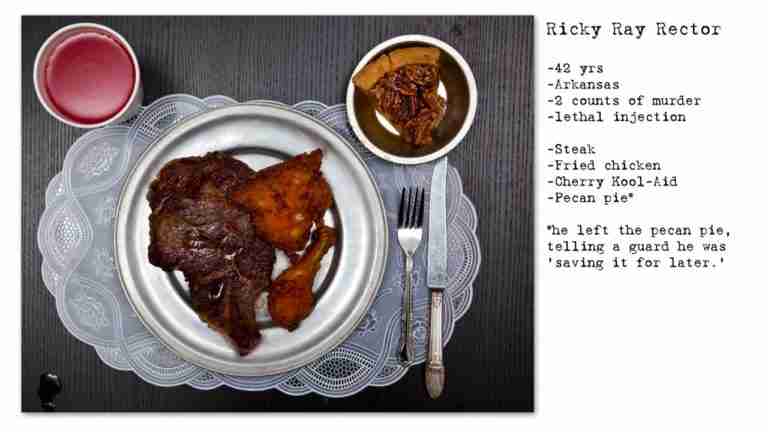 Ricky Ray Rector
-42 yrs
-Arkansas
-2 counts of murder
-lethal injection
-Steak
-Fried chicken
-Cherry Kool-Aid
-Pecan pie*
*he left the pecan pie,
telling a guard he was
'saving it for later.'